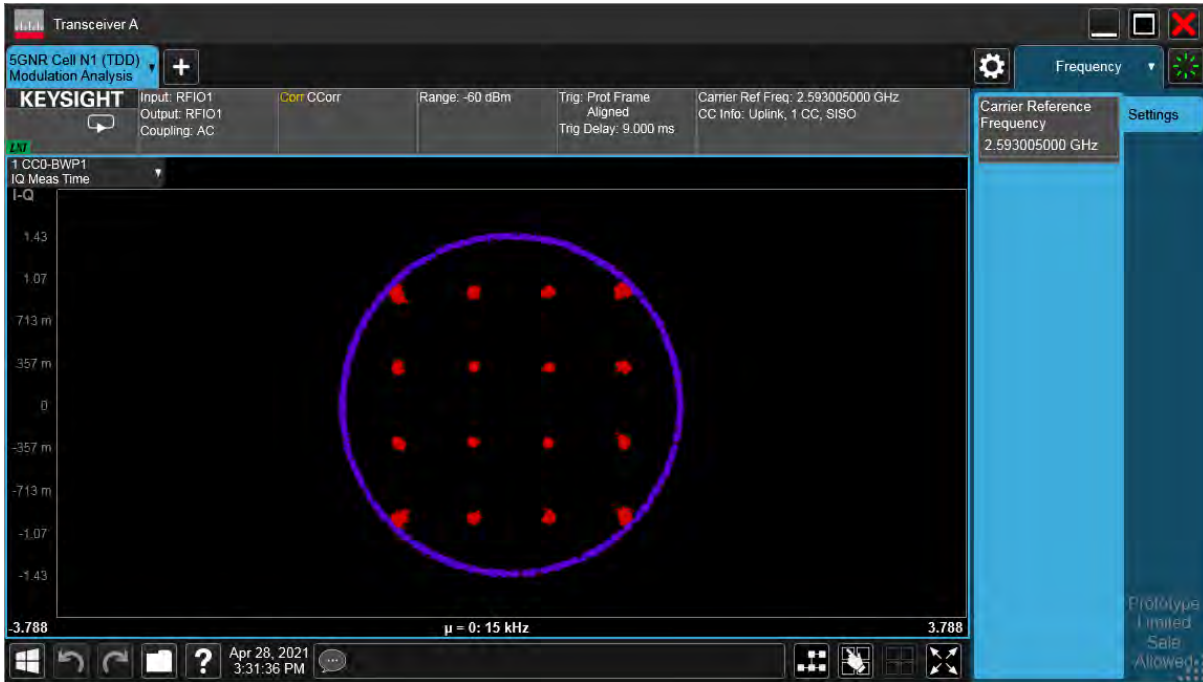 Transceiver A
5GNR Cell N1 (TDD)
Modulation Analysis
+
Frequency
KEYSIGHT
LXI
Input: RFIO1
Output: RFIO1
Coupling: AC
Corr CCorr
Range: -60 dBm
Trig: Prot Frame
Aligned
Trig Delay: 9.000 ms
Carrier Ref Freq: 2.593005000 GHz
CC Info: Uplink, 1 CC, SISO
Carrier Reference
Frequency
2.593005000 GHz
Settings
1 CC0-BWP1
IQ Meas Time
I-Q
1.43
1.07
713 m
357 m
0
-357 m
-713 m
-1.07
-1.43
-3.788
µ = 0: 15 kHz
3.788
Prototype
Limited
Sale
Allowed
?
Apr 28, 2021
3:31:36 PM